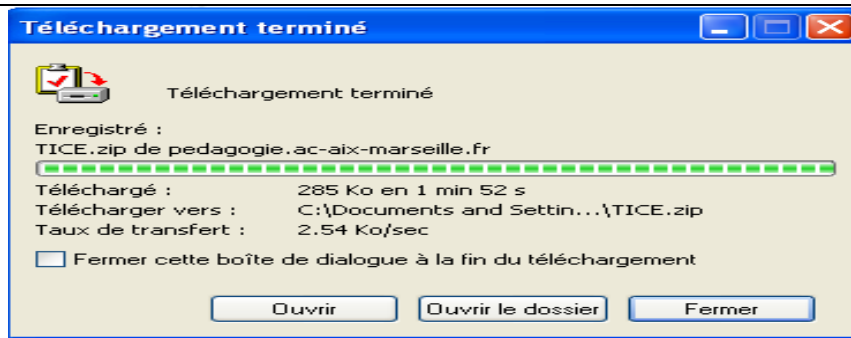 Téléchargement terminé
Téléchargement terminé
Enregistré :
TICE.zip de pedagogie.ac-aix-marseille.fr
Téléchargé : 285 Ko en 1 min 52 s
Télécharger vers : C:\Documents and Settin...\TICE.zip
Taux de transfert : 2.54 Ko/sec
Fermer cette boîte de dialogue à la fin du téléchargement
Ouvrir Ouvrir le dossier Fermer